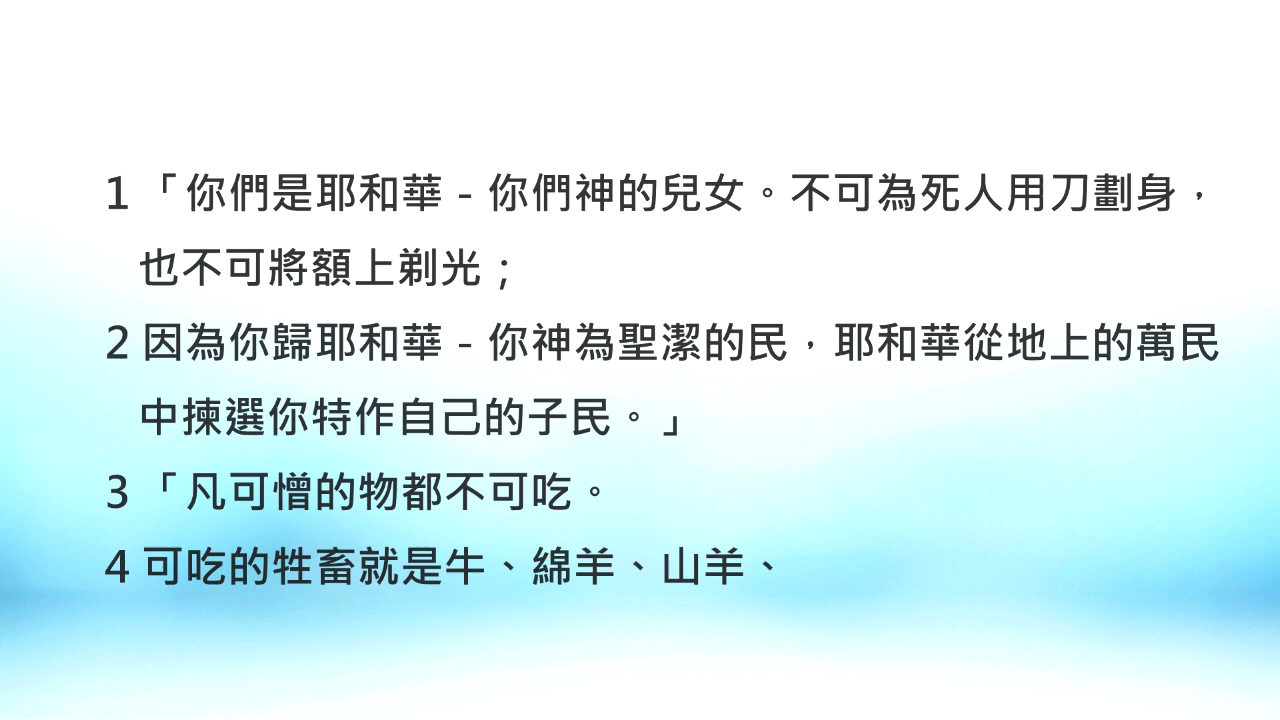 1「你們是耶和華－你們神的兒女。不可為死人用刀劃身，
也不可將額上剃光；
2 因為你歸耶和華－你神為聖潔的民，耶和華從地上的萬民
中揀選你特作自己的子民。」
3「凡可憎的物都不可吃。
4 可吃的牲畜就是牛、綿羊、山羊、